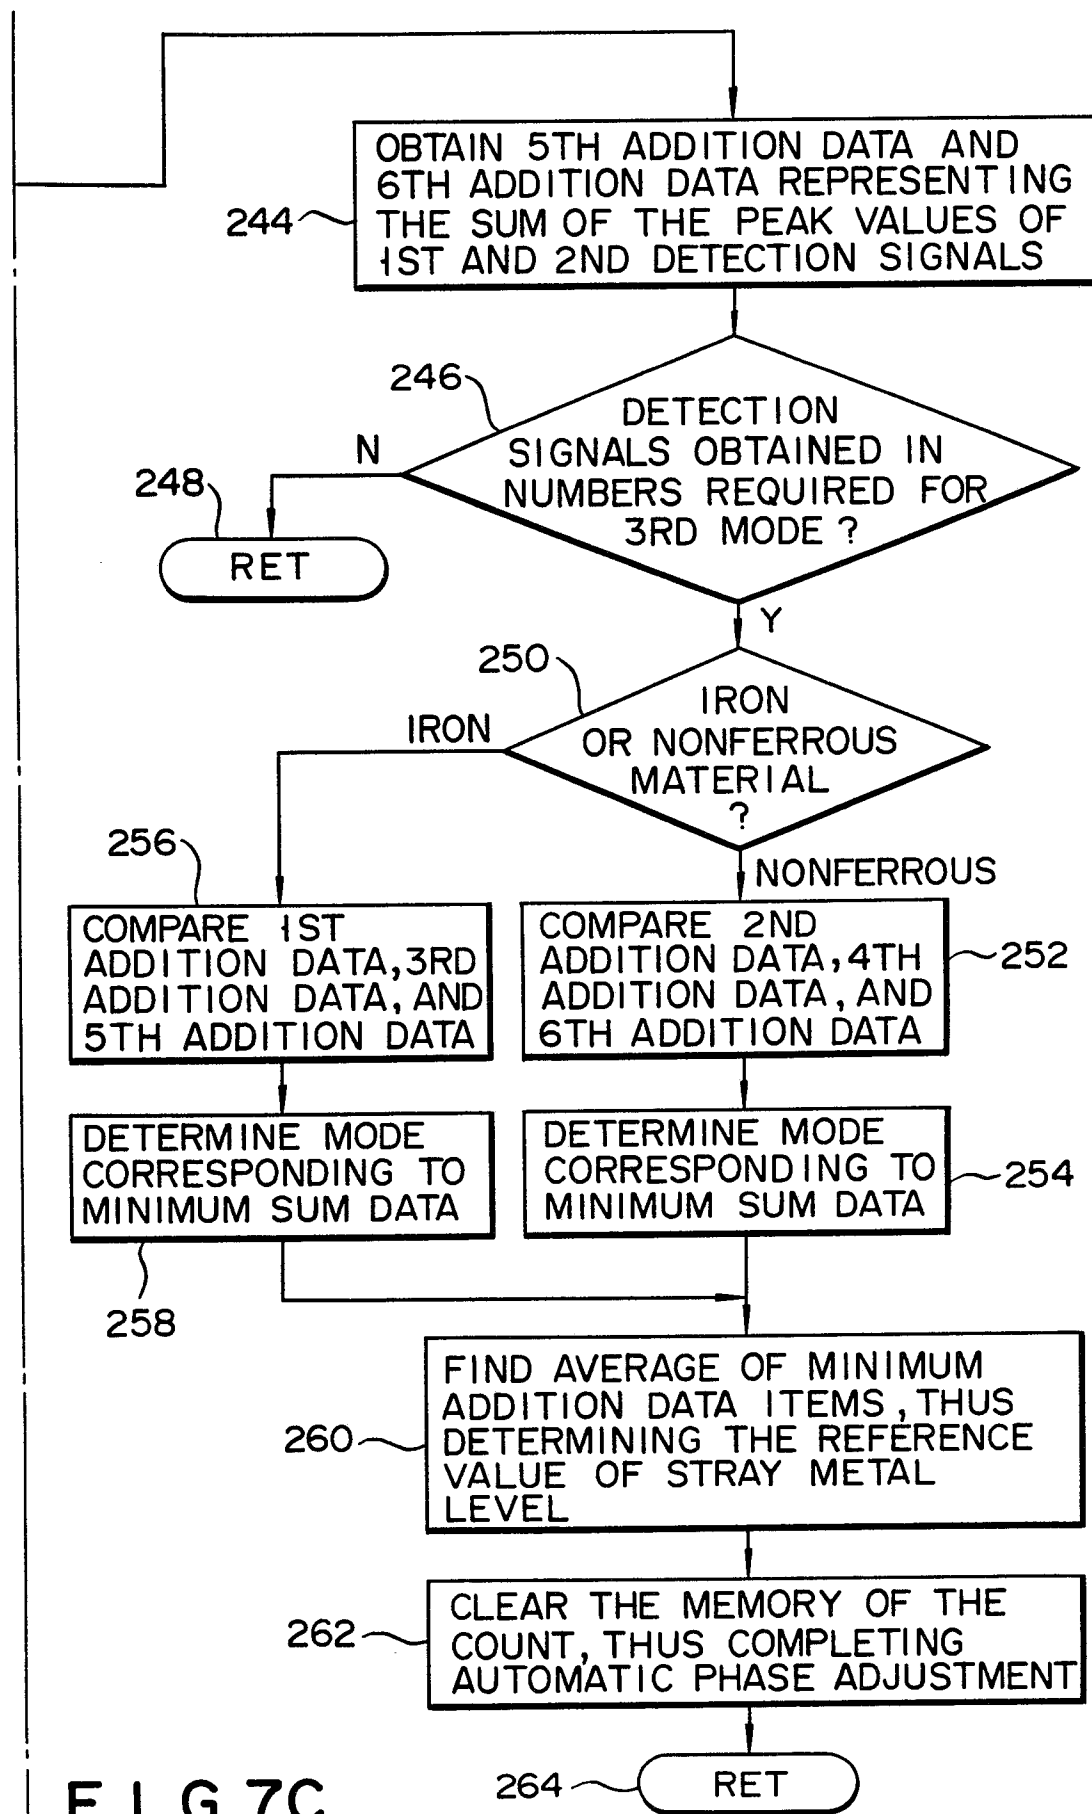 OBTAIN 5TH ADDITION DATA AND
6TH ADDITION DATA REPRESENTING
THE SUM OF THE PEAK VALUES OF
1ST AND 2ND DETECTION SIGNALS
244
246
DETECTION
SIGNALS OBTAINED IN
NUMBERS REQUIRED FOR
3RD MODE ?
N
248
RET
Y
250
IRON
OR NONFERROUS
MATERIAL
?
IRON
NONFERROUS
256
COMPARE 1ST
ADDITION DATA, 3RD
ADDITION DATA, AND
5TH ADDITION DATA
COMPARE 2ND
ADDITION DATA, 4TH
ADDITION DATA, AND
6TH ADDITION DATA
252
DETERMINE MODE
CORRESPONDING TO
MINIMUM SUM DATA
258
DETERMINE MODE
CORRESPONDING TO
MINIMUM SUM DATA
254
FIND AVERAGE OF MINIMUM
ADDITION DATA ITEMS, THUS
DETERMINING THE REFERENCE
VALUE OF STRAY METAL
LEVEL
260
CLEAR THE MEMORY OF THE
COUNT, THUS COMPLETING
AUTOMATIC PHASE ADJUSTMENT
262
RET
264
FIG. 7C